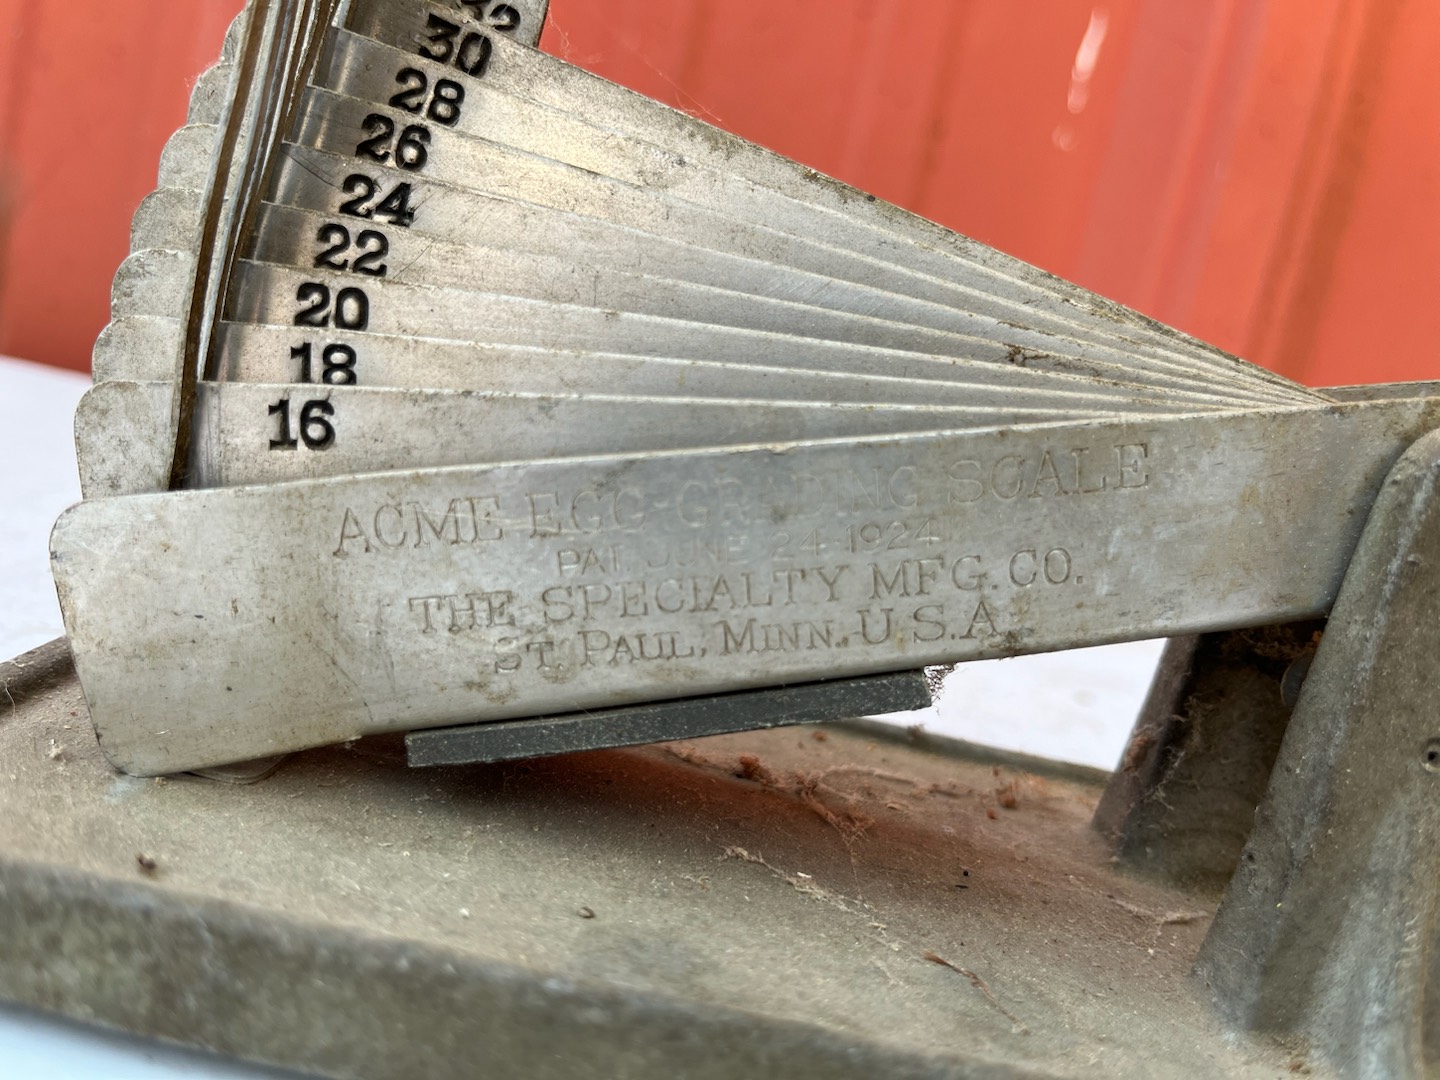 32
30
28
26
24
22
20
18
16
ACME EGG GRADING SCALE
PAT. JUNE 24 1924
THE SPECIALTY MFG. CO.
ST. PAUL, MINN. U.S.A.